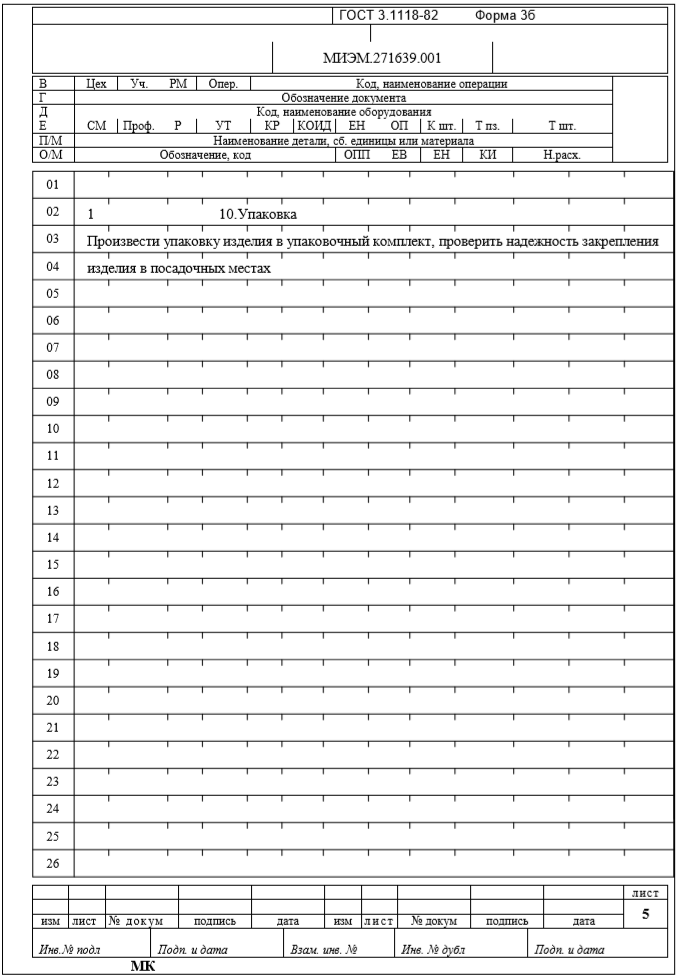 ГОСТ 3.1118-82 Форма 3б
МИЭМ.271639.001
В Цех Уч. РМ Опер. Код, наименование операции
Г Обозначение документа
Д Код, наименование оборудования
Е СМ Проф. Р УТ КР КОИД ЕН ОП К шт. Т пз. Т шт.
П/М Наименование детали, сб. единицы или материала
О/М Обозначение, код ОПП ЕВ ЕН КИ Н.расх.
01
02 1 10.Упаковка
03 Произвести упаковку изделия в упаковочный комплект, проверить надежность закрепления
04 изделия в посадочных местах
05
06
07
08
09
10
11
12
13
14
15
16
17
18
19
20
21
22
23
24
25
26
лист
5
изм лист № докум подпись дата изм лист № докум подпись дата
Инв.№ подл Подп. и дата Взам. инв. № Инв. № дубл Подп. и дата
МК